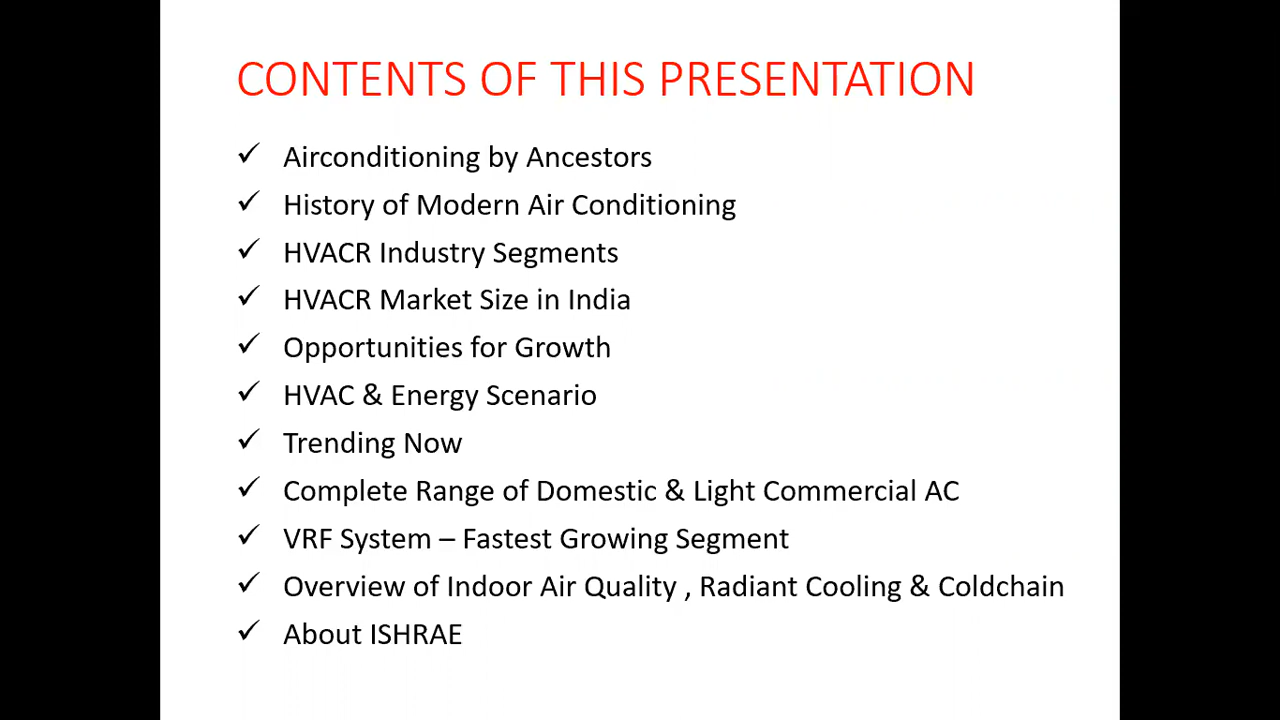 CONTENTS OF THIS PRESENTATION
✓ Airconditioning by Ancestors
✓ History of Modern Air Conditioning
✓ HVACR Industry Segments
✓ HVACR Market Size in India
✓ Opportunities for Growth
✓ HVAC & Energy Scenario
✓ Trending Now
✓ Complete Range of Domestic & Light Commercial AC
✓ VRF System – Fastest Growing Segment
✓ Overview of Indoor Air Quality , Radiant Cooling & Coldchain
✓ About ISHRAE